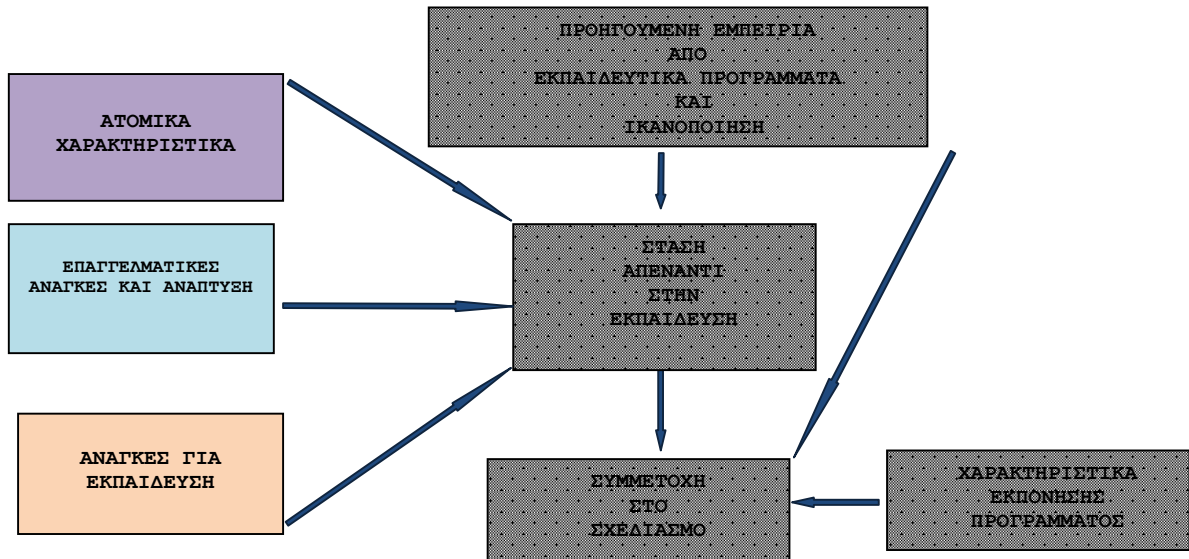 ΠΡΟΗΓΟΥΜΕΝΗ ΕΜΠΕΙΡΙΑ
ΑΠΟ
ΕΚΠΑΙΔΕΥΤΙΚΑ ΠΡΟΓΡΑΜΜΑΤΑ
ΚΑΙ
ΙΚΑΝΟΠΟΙΗΣΗ
ΑΤΟΜΙΚΑ
ΧΑΡΑΚΤΗΡΙΣΤΙΚΑ
ΕΠΑΓΓΕΛΜΑΤΙΚΕΣ
ΑΝΑΓΚΕΣ ΚΑΙ ΑΝΑΠΤΥΞΗ
ΣΤΑΣΗ
ΑΠΕΝΑΝΤΙ
ΣΤΗΝ
ΕΚΠΑΙΔΕΥΣΗ
ΑΝΑΓΚΕΣ ΓΙΑ
ΕΚΠΑΙΔΕΥΣΗ
ΣΥΜΜΕΤΟΧΗ
ΣΤΟ
ΣΧΕΔΙΑΣΜΟ
ΧΑΡΑΚΤΗΡΙΣΤΙΚΑ
ΕΚΠΟΝΗΣΗΣ
ΠΡΟΓΡΑΜΜΑΤΟΣ